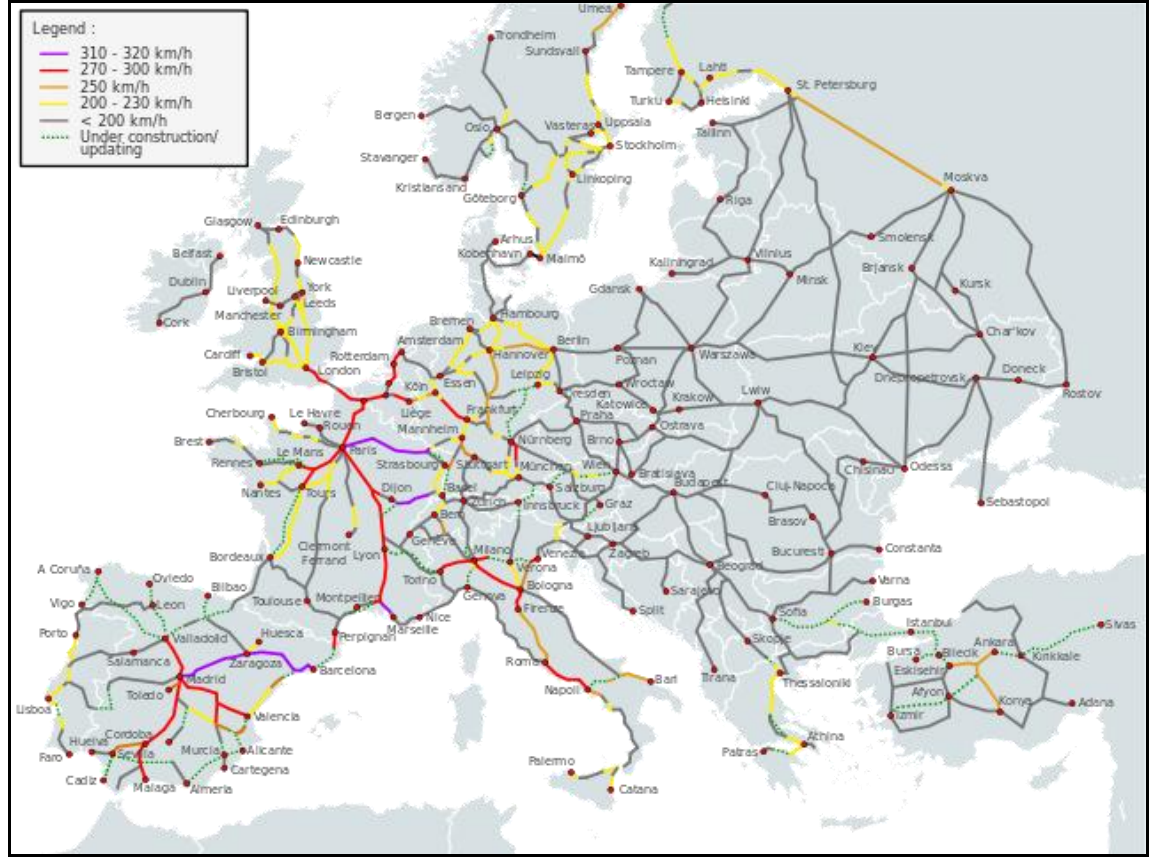 Legend :
310 - 320 km/h
270 - 300 km/h
250 km/h
200 - 230 km/h
< 200 km/h
Under construction/
updating
Umea
Trondheim
Sundsvall
Tampere
Lahti
St. Petersburg
Turku
Helsinki
Bergen
Oslo
Vasteras
Uppsala
Tallinn
Stockholm
Stavanger
Linkoping
Moskva
Kristiansand
Göteborg
Riga
Glasgow
Edinburgh
Smolensk
Arhus
Belfast
Kobenhavn
Malmö
Vilnius
Newcastle
Kaliningrad
Brjansk
Minsk
Dublin
Liverpool
York
Gdansk
Kursk
Leeds
Manchester
Hambourg
Cork
Bremen
Birmingham
Char'kov
Amsterdam
Berlin
Kiev
Cardiff
Rotterdam
Hannover
Poznan
Warszawa
Bristol
London
Leipzig
Doneck
Essen
Dnepropetrovsk
Köln
Wroctaw
Dresden
Lwiw
Rostov
Krakow
Katowice
Cherbourg
Le Havre
Liège
Frankfurt
Praha
Rouen
Mannheim
Ostrava
Brest
Nürnberg
Brno
Le Mans
Paris
Rennes
Strasbourg
Stuttgart
München
Wien
Chisinau
Odessa
Bratislava
Nantes
Tours
Dijon
Basel
Salzburg
Budapest
Cluj-Napoca
Zürich
Innsbruck
Graz
Sebastopol
Bern
Brasov
Ljubljana
Clermont
Ferrand
Geneve
Bordeaux
Lyon
Milano
Venezia
Zagreb
Bucuresti
Constanta
A Coruña
Verona
Beograd
Oviedo
Torino
Bilbao
Bologna
Varna
Vigo
Leon
Toulouse
Montpellier
Genova
Sarajevo
Burgas
Nice
Firenze
Split
Sofia
Marseille
Istanbul
Sivas
Porto
Valladolid
Huesca
Perpignan
Skopje
Ankara
Bursa
Bilecik
Kirikkale
Salamanca
Zaragoza
Roma
Eskisehir
Barcelona
Tirana
Madrid
Bari
Thessaloniki
Toledo
Napoli
Afyon
Konya
Adana
Lisboa
Valencia
Izmir
Cordoba
Athina
Huelva
Sevilla
Murcia
Alicante
Patras
Faro
Palermo
Cartegena
Cadiz
Malaga
Almeria
Catana